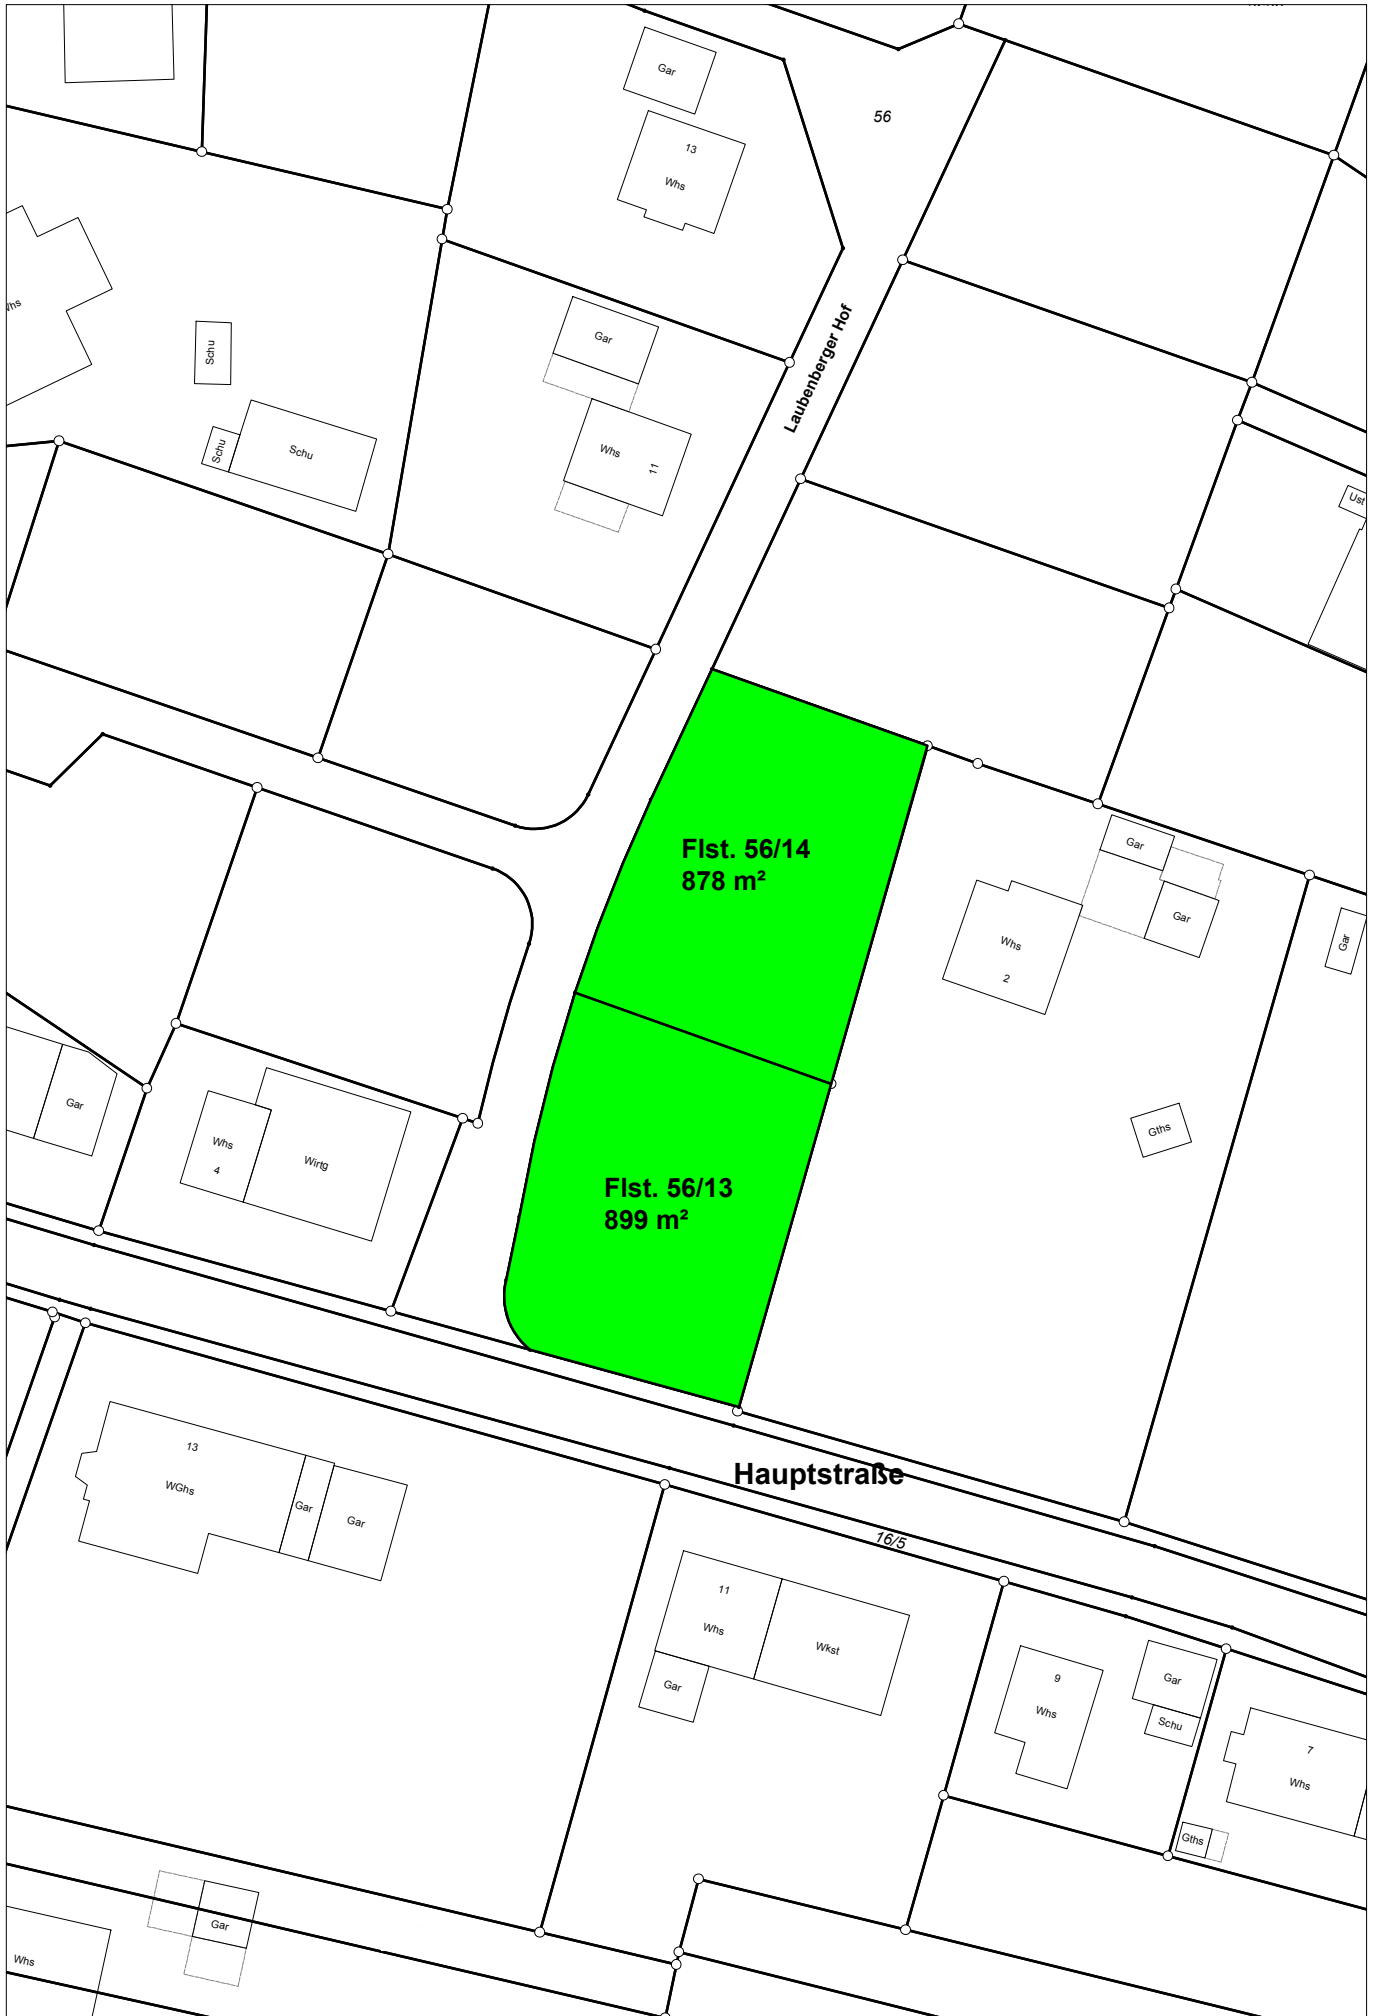 Gar
56
13
Whs
Whs
Laubenberger Hof
Gar
Schu
Schu
Schu
Whs
11
Ust
Flst. 56/14
878 m²
Gar
Gar
Whs
2
Gar
Gar
Whs
4
Wirtg
Gths
Flst. 56/13
899 m²
13
WGhs
Gar
Gar
Hauptstraße
16/5
11
Whs
Wkst
Gar
9
Whs
Gar
Schu
7
Whs
Gths
Gar
Whs